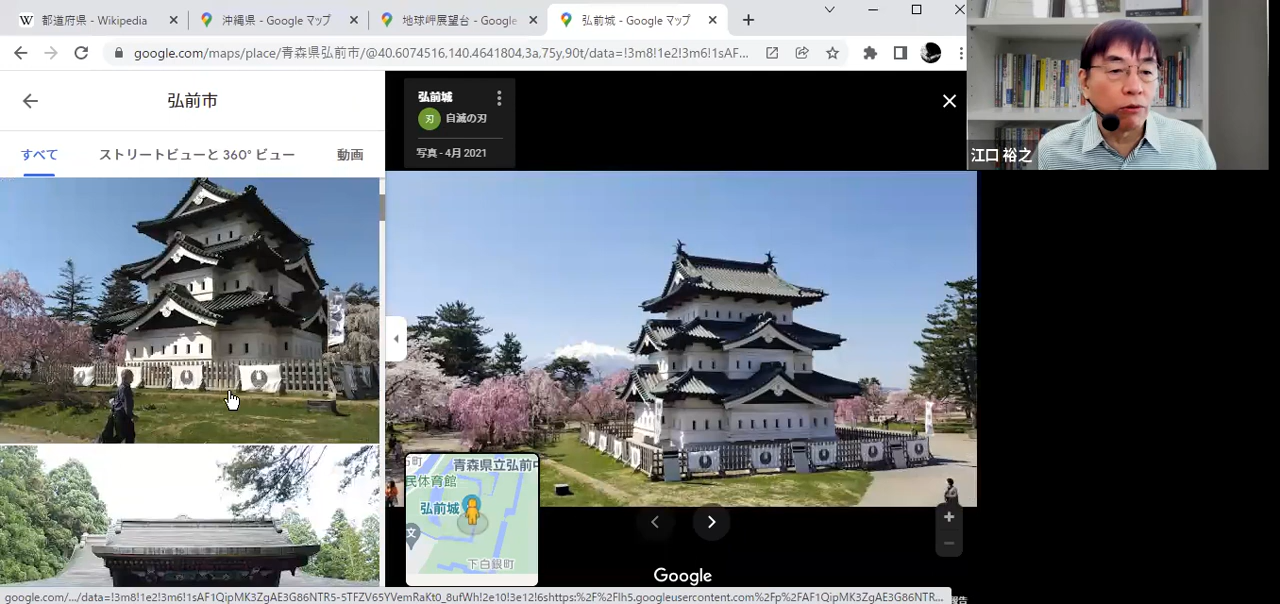 都道府県 - Wikipedia
沖縄県 - Google マップ
地球岬展望台 - Google
弘前城 - Google マップ
google.com/maps/place/青森県弘前市/@40.6074516,140.4641804,3a,75y,90t/data=!3m8!1e2!3m6!1sAF...
弘前市
すべて
ストリートビューと 360° ビュー
動画
弘前城
刃
自滅の刃
写真 - 4月 2021
江口 裕之
青森県立弘前中
民体育館
弘前城
文
下白銀町
Google
google.com/.../data=!3m8!1e2!3m6!1sAF1QipMK3ZgAE3G86NTR5-5TFZV65YVemRaKt0_8ufWh!2e10!3e12!6shttps:%2F%2Flh5.googleusercontent.com%2Fp%2FAF1QipMK3ZgAE3G86NTR...
報告